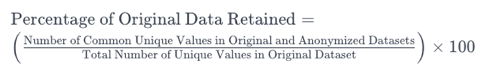 Percentage of Original Data Retained =
(Number of Common Unique Values in Original and Anonymized Datasets / Total Number of Unique Values in Original Dataset) × 100